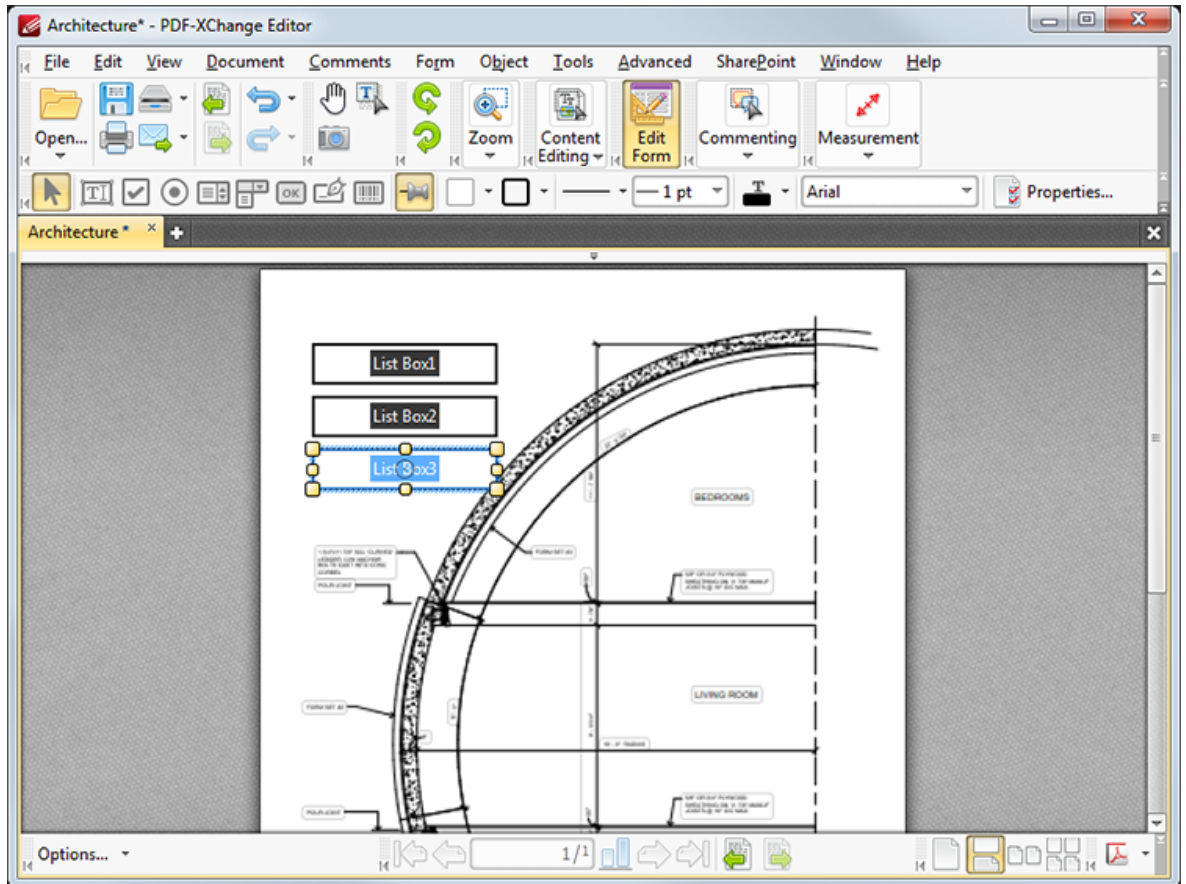 Architecture* - PDF-XChange Editor
File Edit View Document Comments Form Object Tools Advanced SharePoint Window Help
Open... Zoom Content Editing Edit Form Commenting Measurement
OK 1 pt T Arial Properties...
Architecture *
List Box1
List Box2
List Box3
BEDROOMS
LIVING ROOM
Options... 1/1